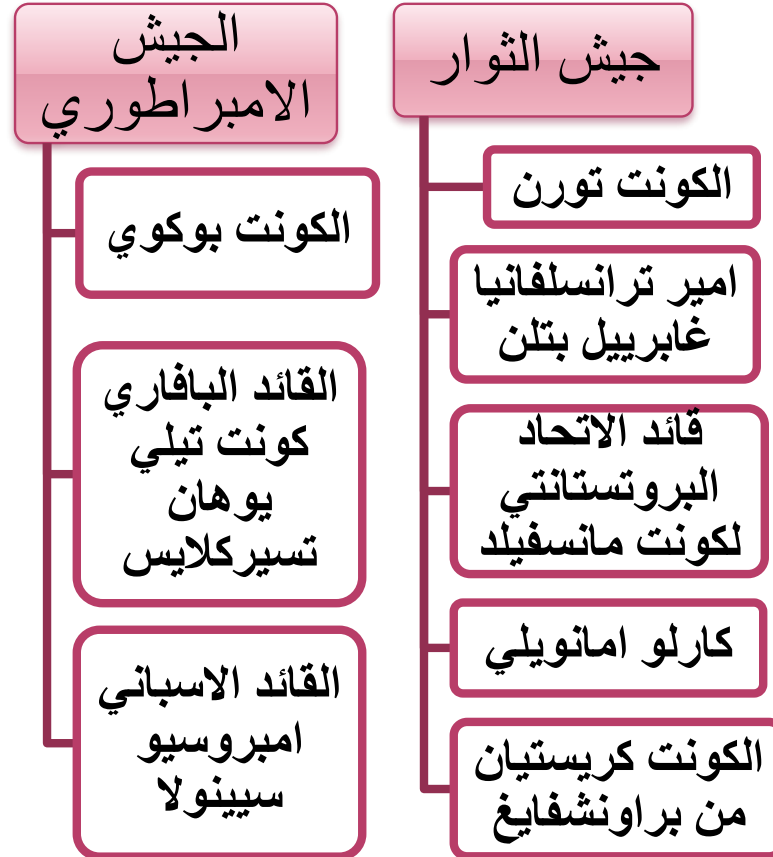 جيش الثوار
الكونت تورن
امير ترانسلفانيا
غابرييل بتلن
قائد الاتحاد
البروتستانتي
لكونت مانسفيلد
كارلو امانويلي
الكونت كريستيان
من براونشفايغ
الجيش
الامبراطوري
الكونت بوكوي
القائد البافاري
كونت تيلي
يوهان
تسيركلايس
القائد الاسباني
امبروسيو
سيينولا